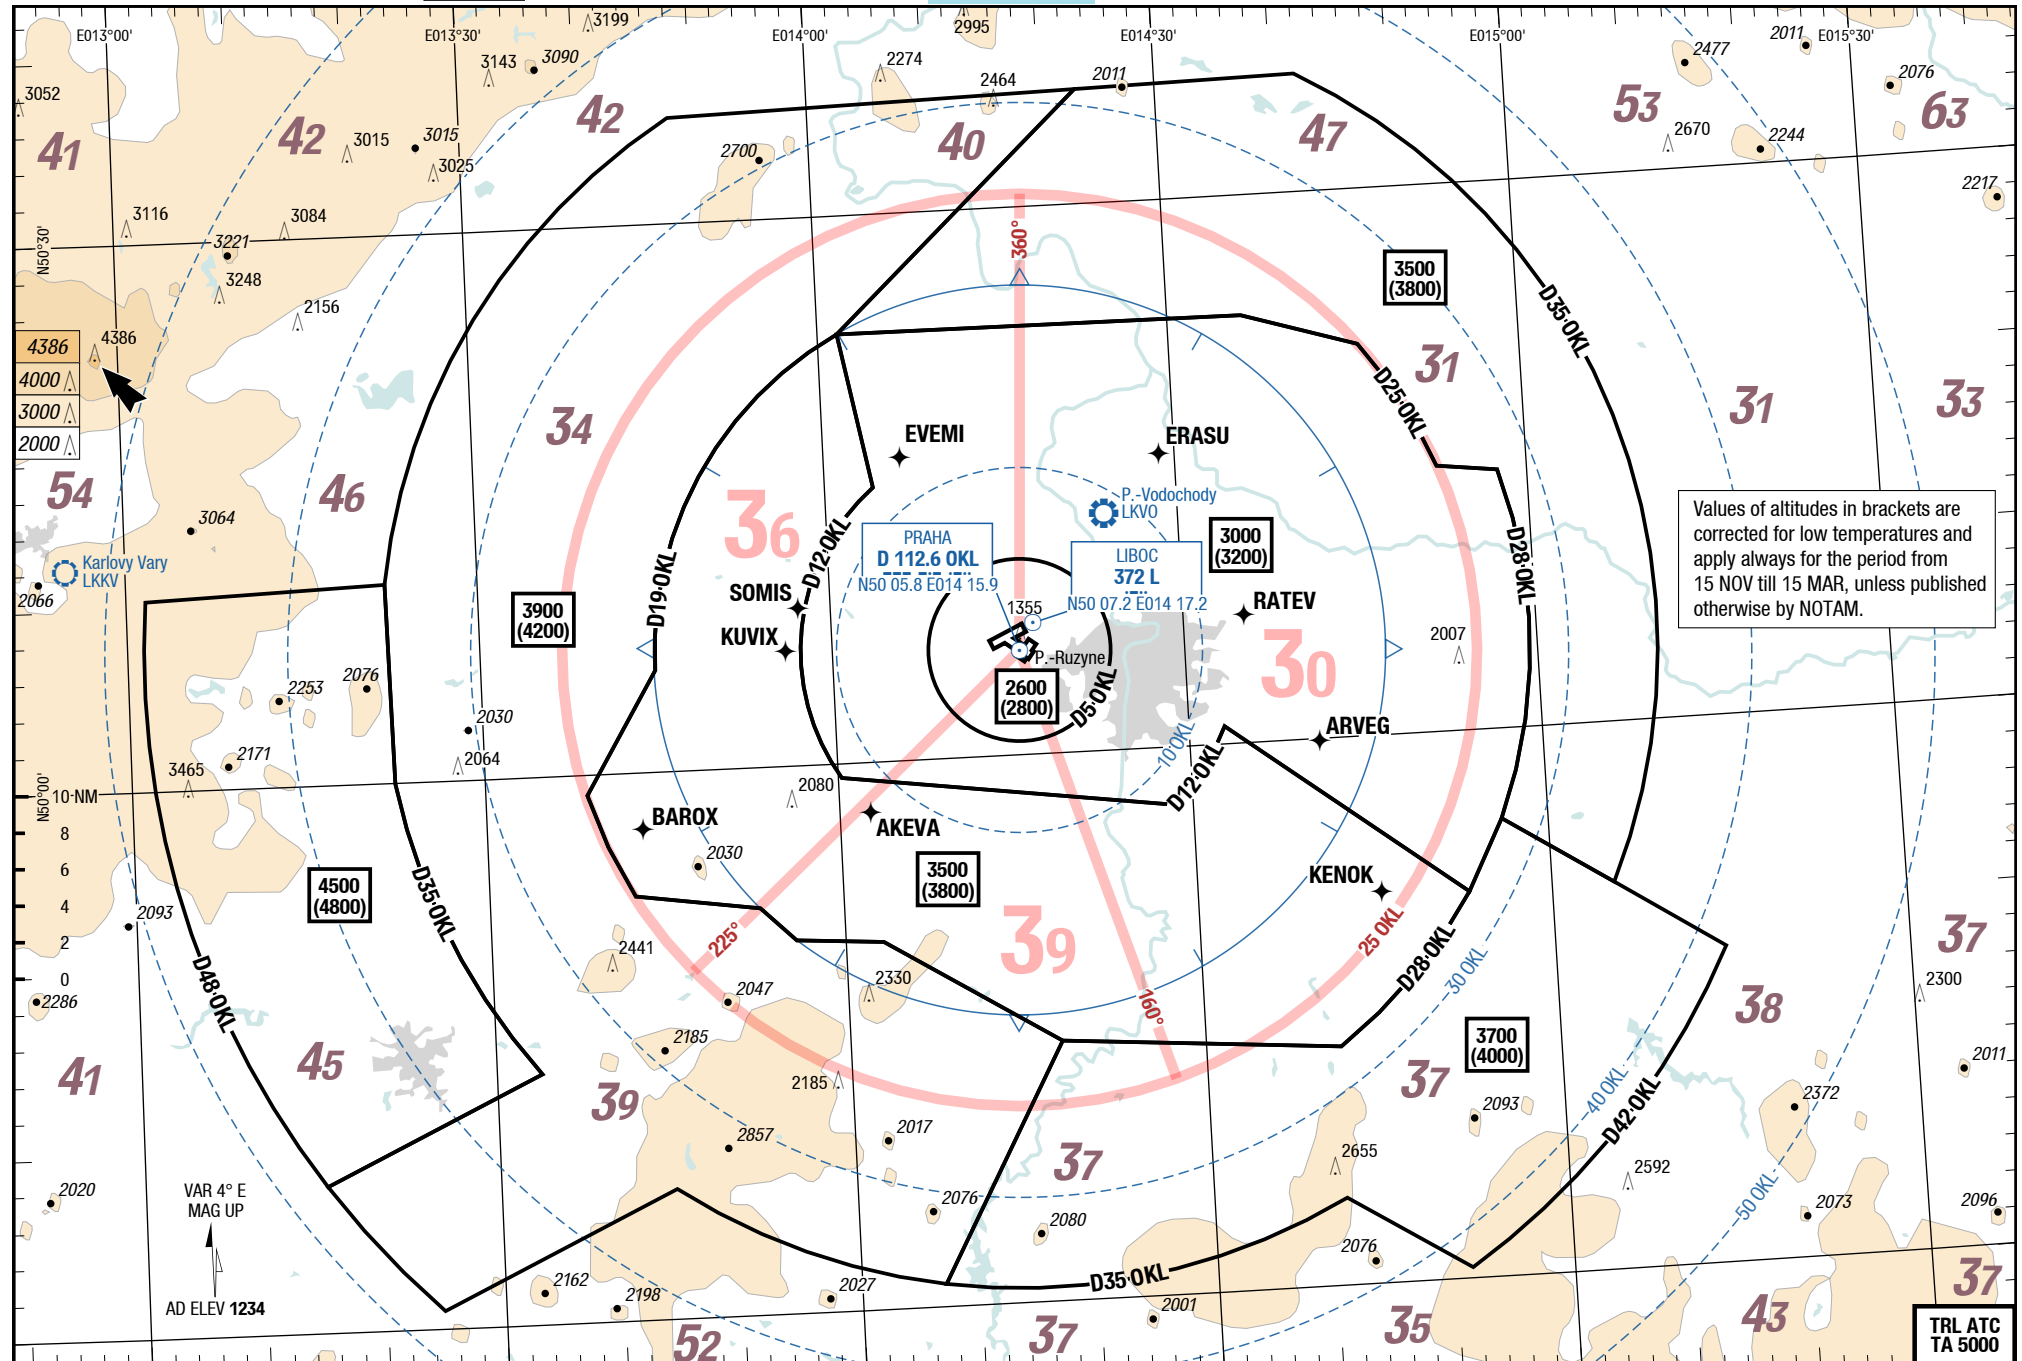 3199
2995
E013°00'
E013°30'
E014°00'
E014°30'
E015°00'
E015°30'
2011
3143
3090
2274
2464
2011
2477
2076
3052
41
42
42
40
47
53
63
3015
3015
3025
2700
2670
2244
2217
3116
3084
N50°30'
3221
360°
3248
2156
3500
(3800)
D35 OKL
4386
4386
4000
3000
2000
34
31
31
33
D25 OKL
EVEMI
ERASU
54
46
36
P.-Vodochody
LKVO
3064
D12 OKL
PRAHA
D 112.6 OKL
N50 05.8 E014 15.9
LIBOC
372 L
N50 07.2 E014 17.2
3000
(3200)
D28 OKL
Values of altitudes in brackets are
corrected for low temperatures and
apply always for the period from
15 NOV till 15 MAR, unless published
otherwise by NOTAM.
Karlovy Vary
LKKV
2066
D19 OKL
SOMIS
3900
(4200)
1355
RATEV
KUVIX
P.-Ruzyne
30
2007
2253
2076
2600
(2800)
D5 OKL
2030
ARVEG
10 OKL
2171
2064
3465
2080
D12 OKL
N50°00'
10 NM
8
6
4
2
0
BAROX
AKEVA
2030
3500
(3800)
KENOK
4500
(4800)
D35 OKL
2093
225°
39
25 OKL
D28 OKL
30 OKL
37
2441
2330
D48 OKL
2286
2047
160°
38
2300
2185
3700
(4000)
41
45
39
2185
37
2093
40 OKL
D42 OKL
2372
2011
2857
2017
37
2655
2592
2020
VAR 4° E
MAG UP
2076
2080
50 OKL
2073
2096
2076
2162
2198
2027
D35 OKL
2001
37
AD ELEV 1234
52
37
35
43
TRL ATC
TA 5000